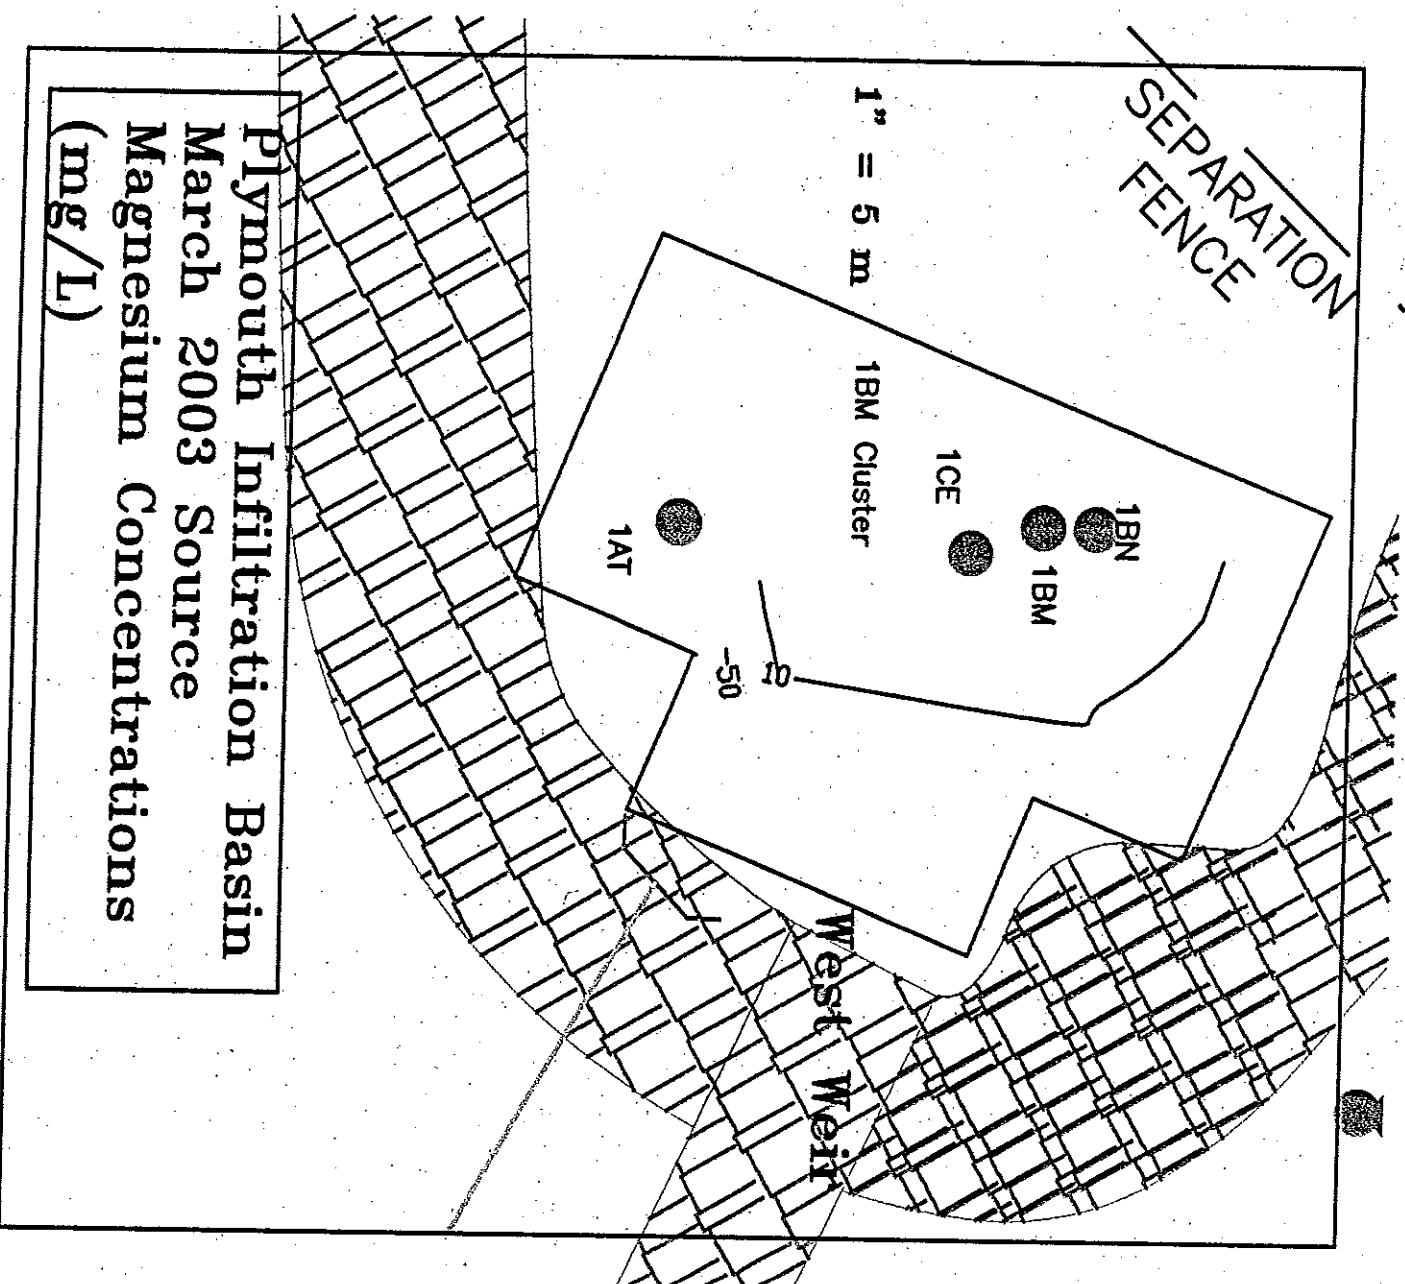 SEPARATION
FENCE
1" = 5 m
1BM Cluster
1CE
1BN
1BM
1AT
10
-50
West Weir
Plymouth Infiltration Basin
March 2003 Source
Magnesium Concentrations
(mg/L)